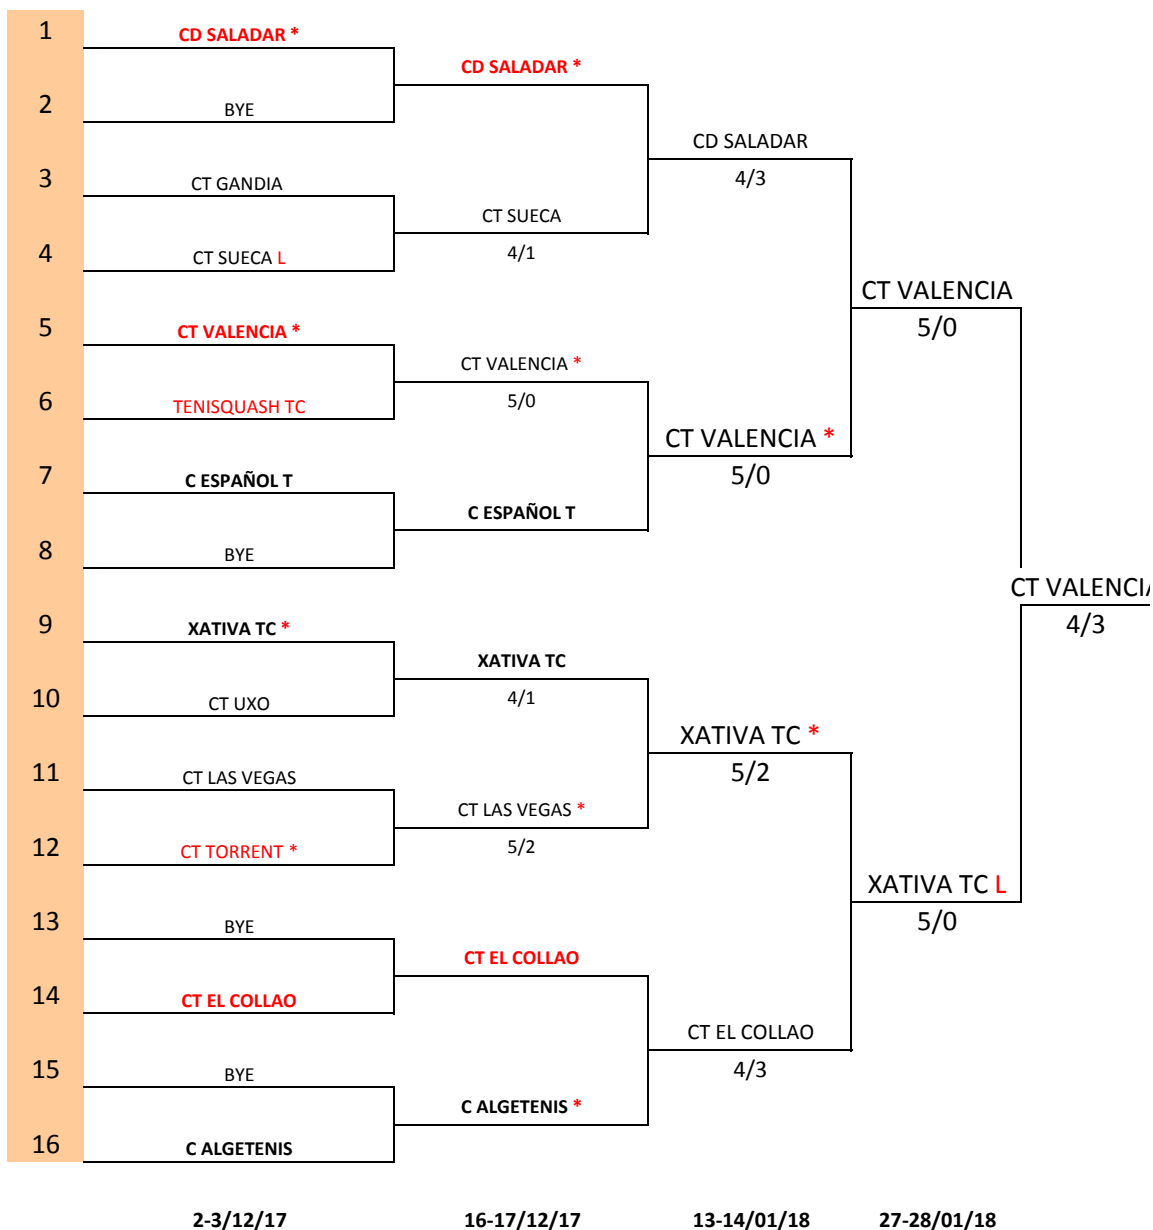 1 CD SALADAR *
CD SALADAR *
2 BYE
CD SALADAR
4/3
3 CT GANDIA
CT SUECA
4/1
4 CT SUECA L
CT VALENCIA
5/0
5 CT VALENCIA *
CT VALENCIA *
5/0
6 TENISQUASH TC
CT VALENCIA *
5/0
7 C ESPAÑOL T
C ESPAÑOL T
8 BYE
CT VALENCIA
4/3
9 XATIVA TC *
XATIVA TC
4/1
10 CT UXO
XATIVA TC *
5/2
11 CT LAS VEGAS
CT LAS VEGAS *
5/2
12 CT TORRENT *
XATIVA TC L
5/0
13 BYE
CT EL COLLAO
14 CT EL COLLAO
CT EL COLLAO
4/3
15 BYE
C ALGETENIS *
16 C ALGETENIS
2-3/12/17 16-17/12/17 13-14/01/18 27-28/01/18